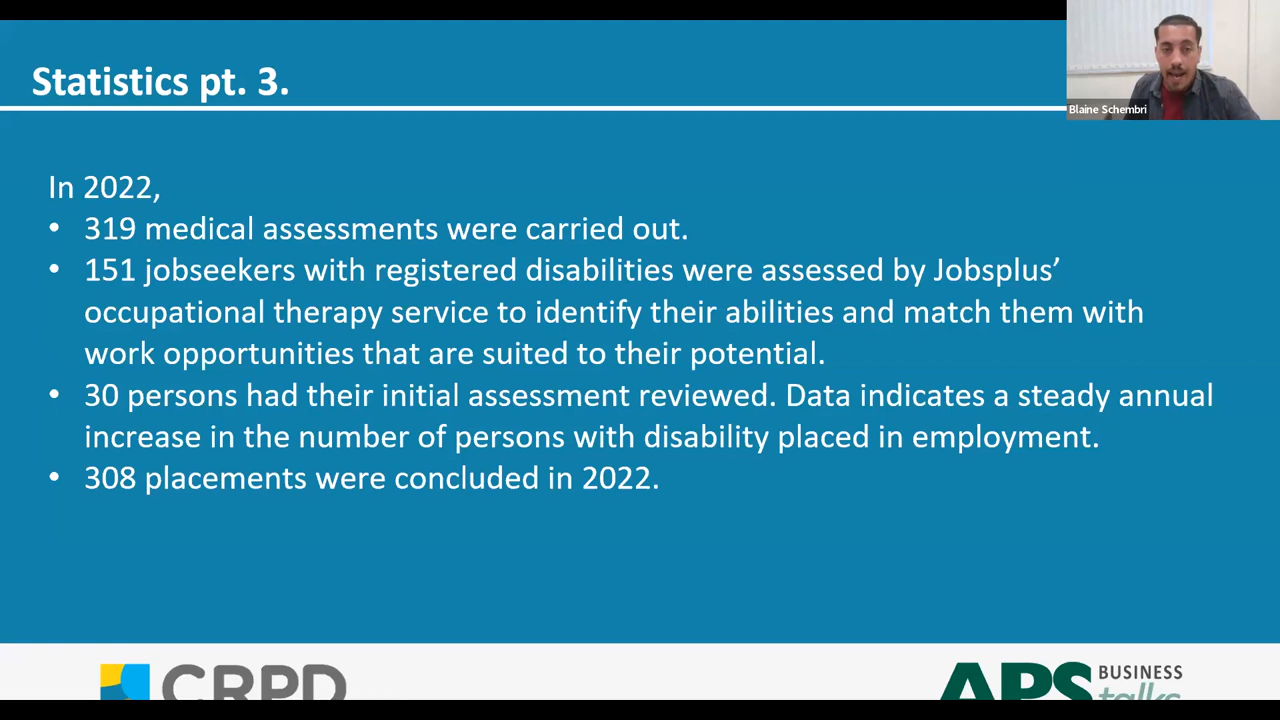 Statistics pt. 3.
Blaine Schembri
In 2022,
• 319 medical assessments were carried out.
• 151 jobseekers with registered disabilities were assessed by Jobsplus’
occupational therapy service to identify their abilities and match them with
work opportunities that are suited to their potential.
• 30 persons had their initial assessment reviewed. Data indicates a steady annual
increase in the number of persons with disability placed in employment.
• 308 placements were concluded in 2022.
CRPD
APS BUSINESS
talks